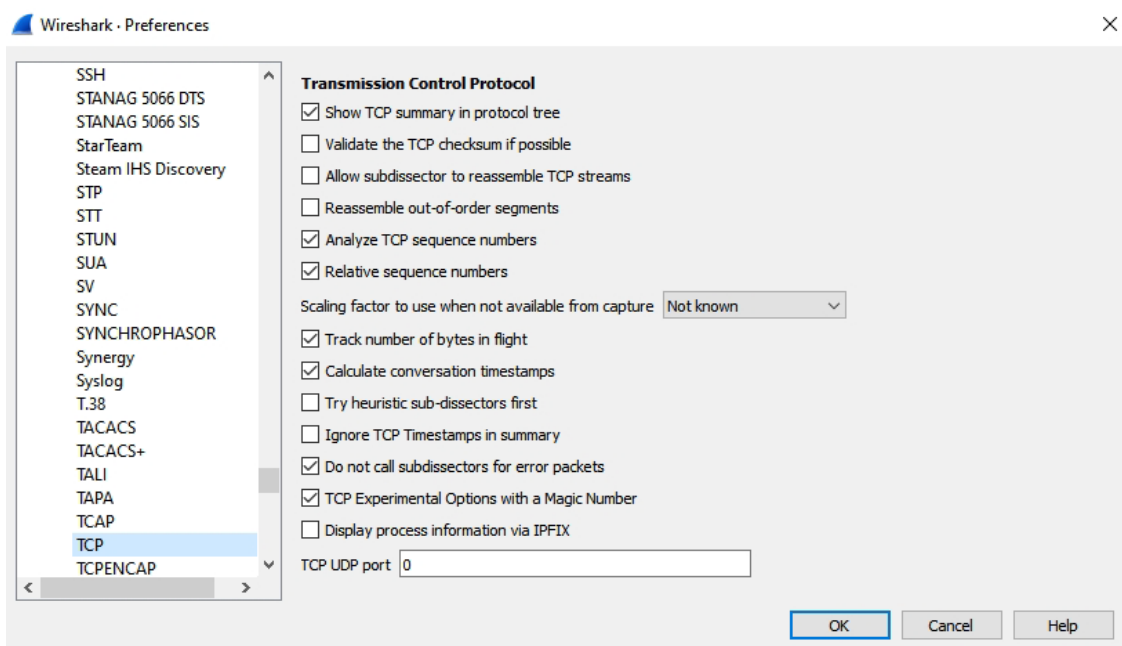 Wireshark · Preferences
SSH
STANAG 5066 DTS
STANAG 5066 SIS
StarTeam
Steam IHS Discovery
STP
STT
STUN
SUA
SV
SYNC
SYNCHROPHASOR
Synergy
Syslog
T.38
TACACS
TACACS+
TALI
TAPA
TCAP
TCP
TCPENCAP
Transmission Control Protocol
Show TCP summary in protocol tree
Validate the TCP checksum if possible
Allow subdissector to reassemble TCP streams
Reassemble out-of-order segments
Analyze TCP sequence numbers
Relative sequence numbers
Scaling factor to use when not available from capture Not known
Track number of bytes in flight
Calculate conversation timestamps
Try heuristic sub-dissectors first
Ignore TCP Timestamps in summary
Do not call subdissectors for error packets
TCP Experimental Options with a Magic Number
Display process information via IPFIX
TCP UDP port 0
OK Cancel Help